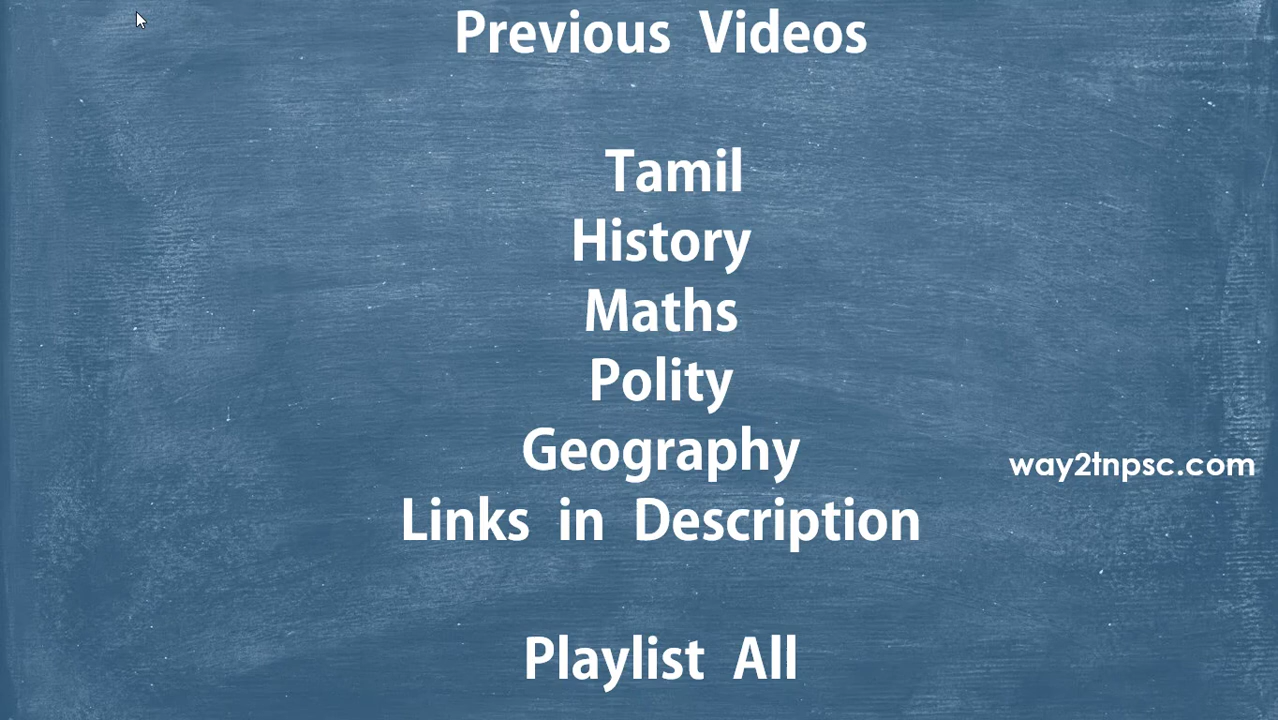 Previous Videos
Tamil
History
Maths
Polity
Geography
way2tnpsc.com
Links in Description
Playlist All